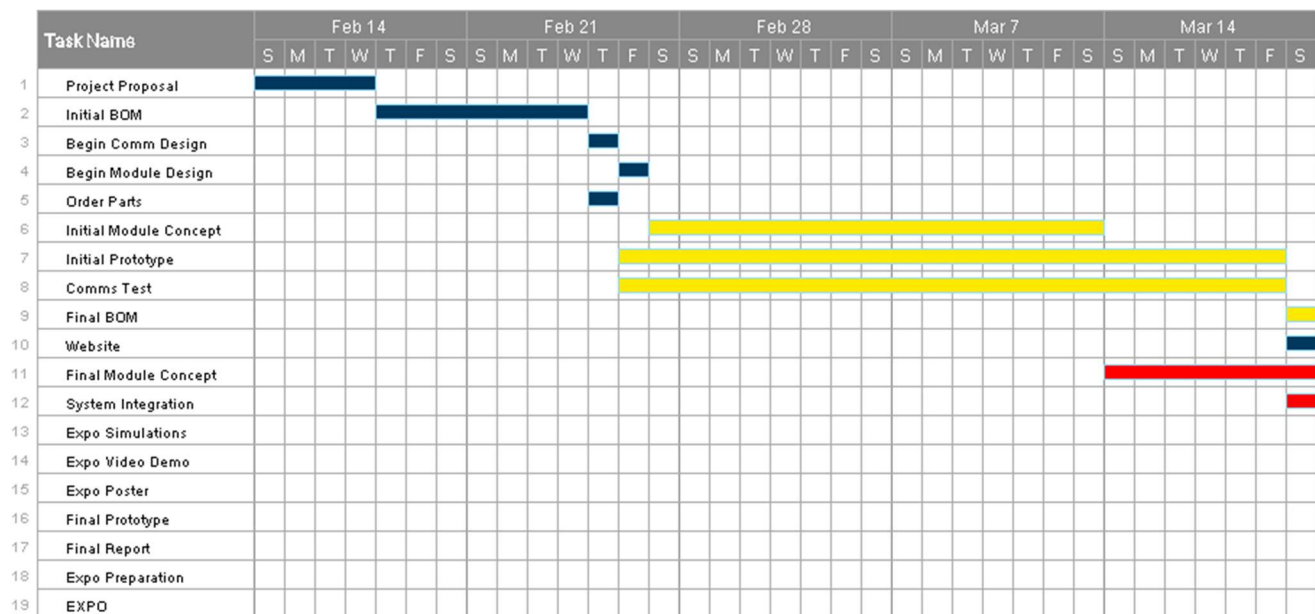 Task Name
Feb 14 Feb 21 Feb 28 Mar 7 Mar 14
S M T W T F S S M T W T F S S M T W T F S S M T W T F S S M T W T F S
1 Project Proposal
2 Initial BOM
3 Begin Comm Design
4 Begin Module Design
5 Order Parts
6 Initial Module Concept
7 Initial Prototype
8 Comms Test
9 Final BOM
10 Website
11 Final Module Concept
12 System Integration
13 Expo Simulations
14 Expo Video Demo
15 Expo Poster
16 Final Prototype
17 Final Report
18 Expo Preparation
19 EXPO